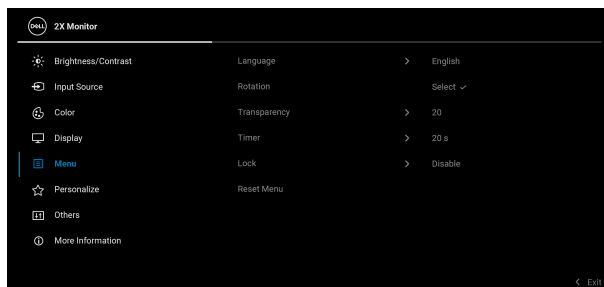 DELL 2X Monitor
Brightness/Contrast Language English
Input Source Rotation Select
Color Transparency 20
Display Timer 20 s
Menu Lock Disable
Personalize Reset Menu
Others
More Information
Exit